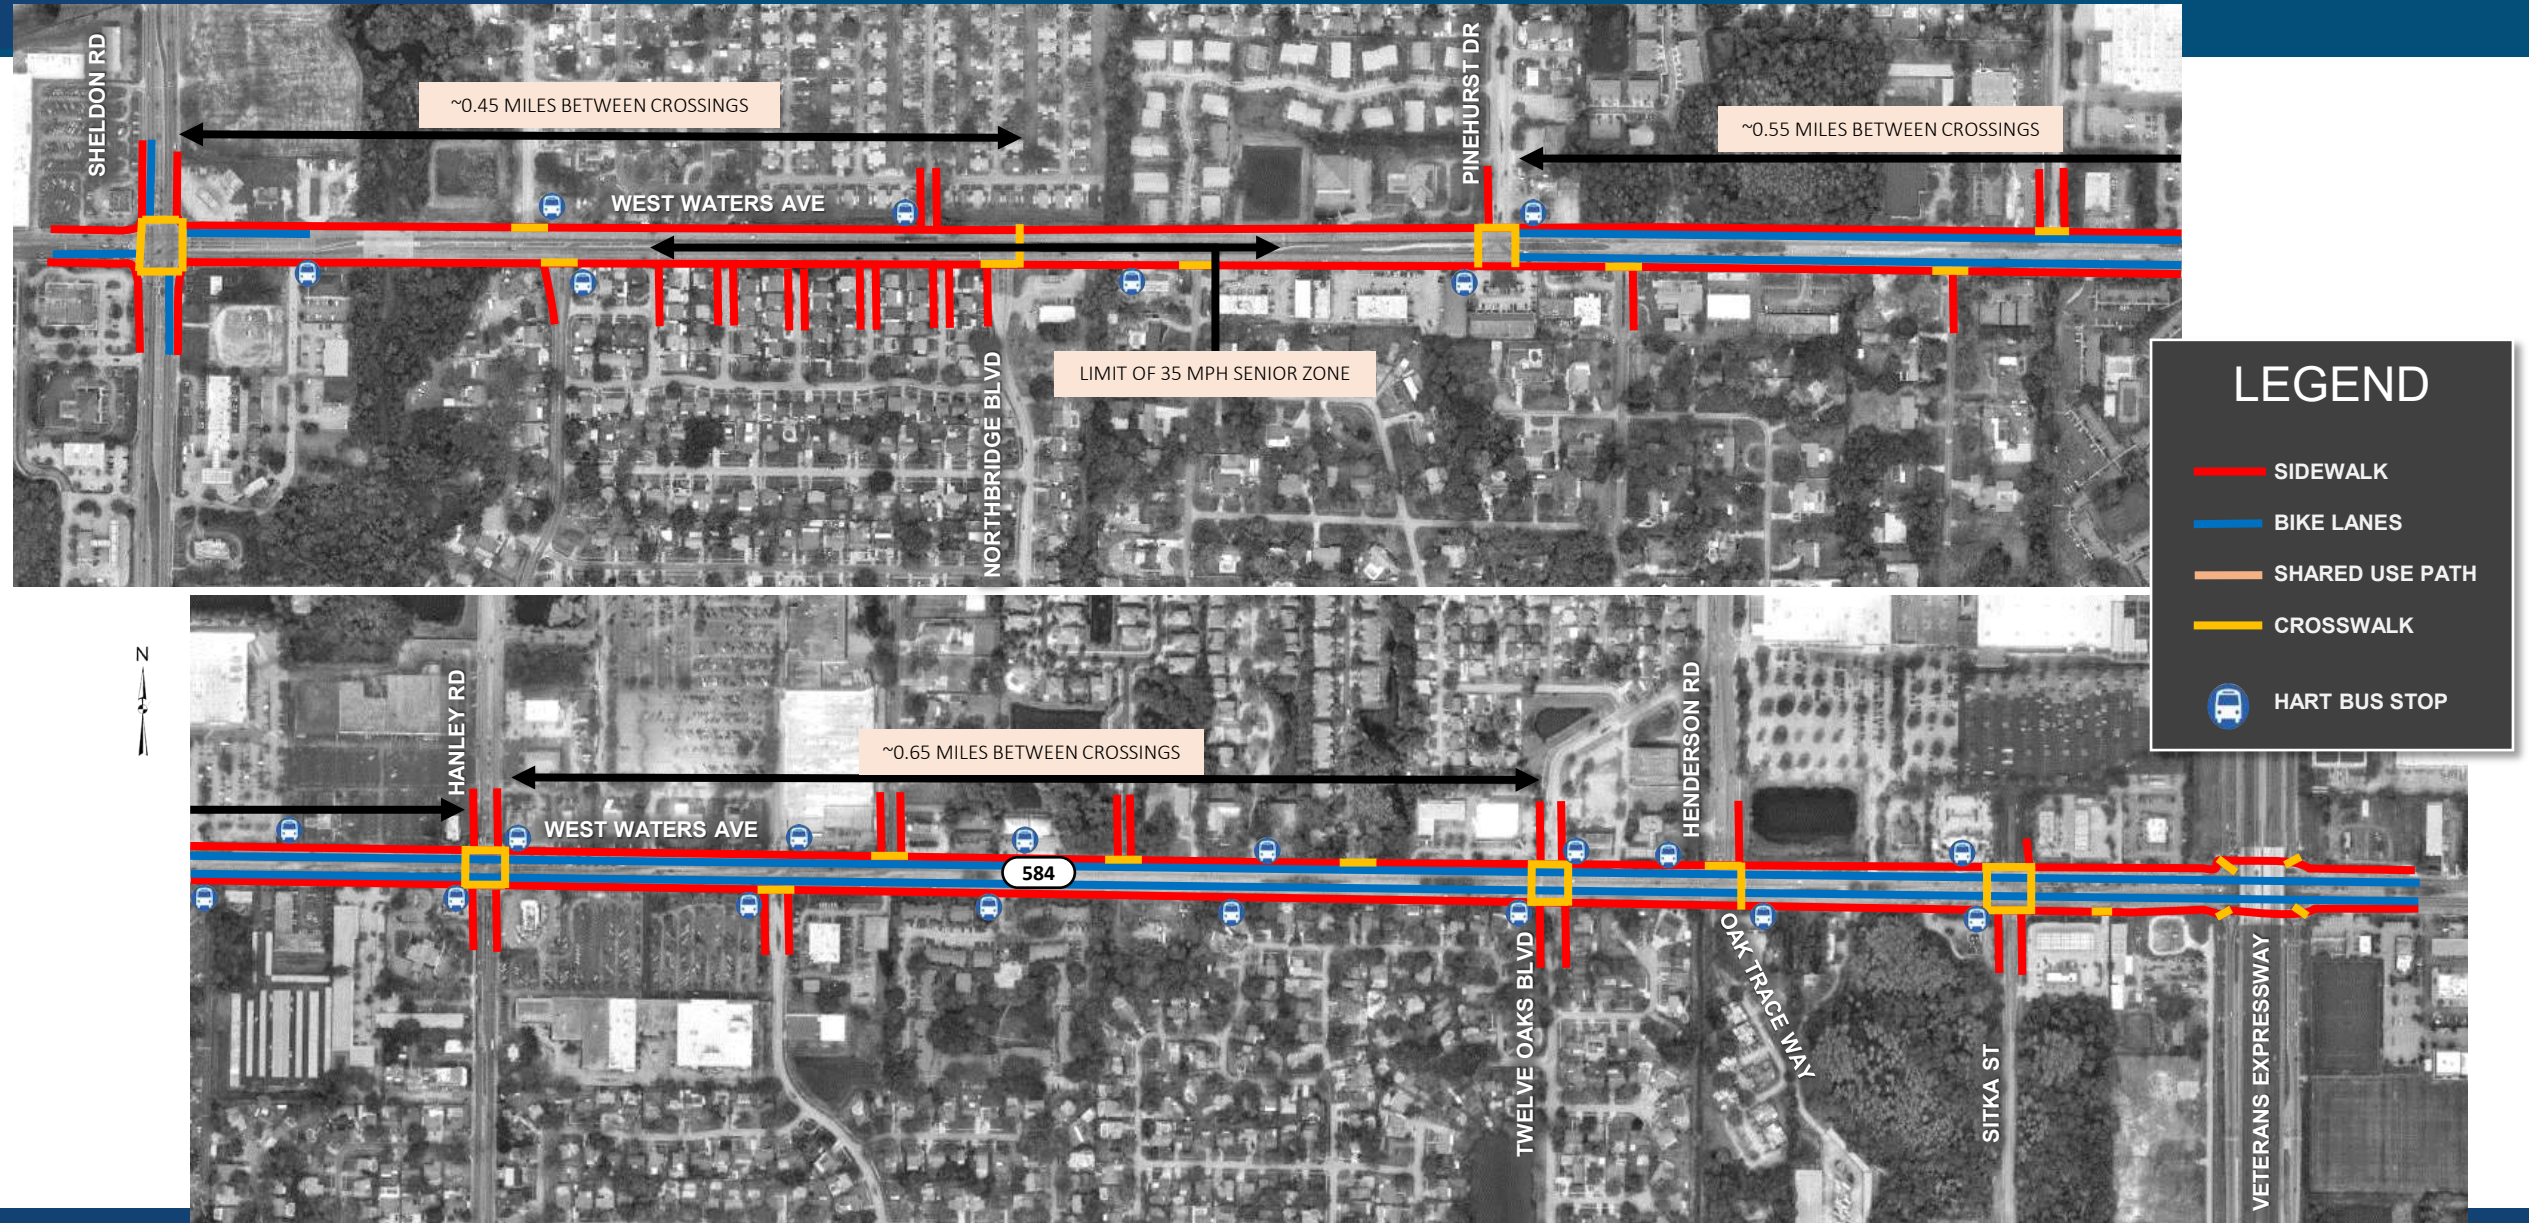 SHELDON RD
~0.45 MILES BETWEEN CROSSINGS
WEST WATERS AVE
PINEHURST DR
~0.55 MILES BETWEEN CROSSINGS
LIMIT OF 35 MPH SENIOR ZONE
NORTHBRIDGE BLVD
LEGEND
SIDEWALK
BIKE LANES
SHARED USE PATH
CROSSWALK
HART BUS STOP
N
HANLEY RD
~0.65 MILES BETWEEN CROSSINGS
WEST WATERS AVE
584
HENDERSON RD
TWELVE OAKS BLVD
OAK TRACE WAY
SITKA ST
VETERANS EXPRESSWAY